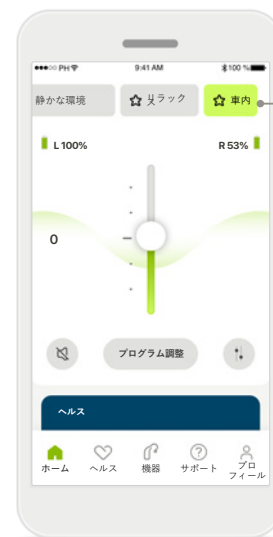 PH
9:41 AM
100 %
静かな環境
リラック
ス
車内
L 100%
R 53%
0
プログラム調整
ヘルス
ホーム
ヘルス
機器
サポート
プロ
フィール